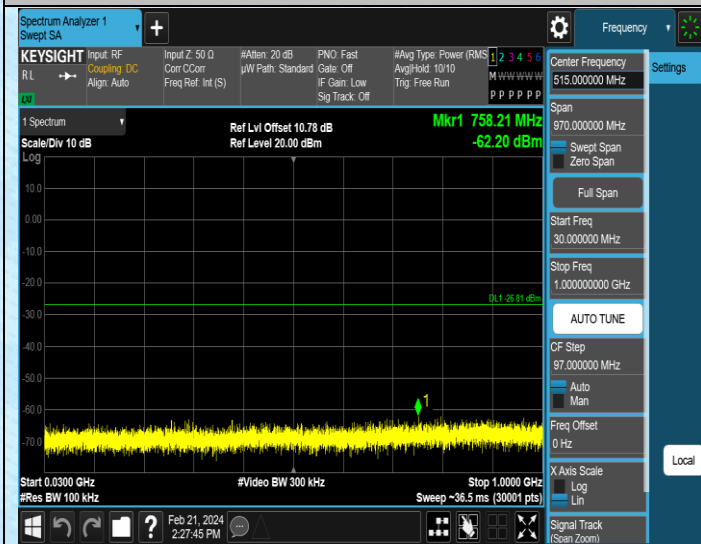 Spectrum Analyzer 1
Swept SA
+
Frequency
KEYSIGHT
RL
LXI
Input: RF
Coupling: DC
Align: Auto
Input Z: 50 Ω
Corr CCorr
Freq Ref: Int (S)
#Atten: 20 dB
µW Path: Standard
PNO: Fast
Gate: Off
IF Gain: Low
Sig Track: Off
#Avg Type: Power (RMS
Avg|Hold: 10/10
Trig: Free Run
1 2 3 4 5 6
M W W W W W
P P P P P P
1 Spectrum
Scale/Div 10 dB
Log
Ref Lvl Offset 10.78 dB
Ref Level 20.00 dBm
Mkr1 758.21 MHz
-62.20 dBm
10.0
0.00
-10.0
-20.0
-30.0
-40.0
-50.0
-60.0
-70.0
DL1 -26.81 dBm
1
Start 0.0300 GHz
#Res BW 100 kHz
#Video BW 300 kHz
Stop 1.0000 GHz
Sweep ~36.5 ms (30001 pts)
?
Feb 21, 2024
2:27:45 PM
Center Frequency
515.000000 MHz
Span
970.000000 MHz
Swept Span
Zero Span
Full Span
Start Freq
30.000000 MHz
Stop Freq
1.000000000 GHz
AUTO TUNE
CF Step
97.000000 MHz
Auto
Man
Freq Offset
0 Hz
X Axis Scale
Log
Lin
Signal Track
(Span Zoom)
Settings
Local